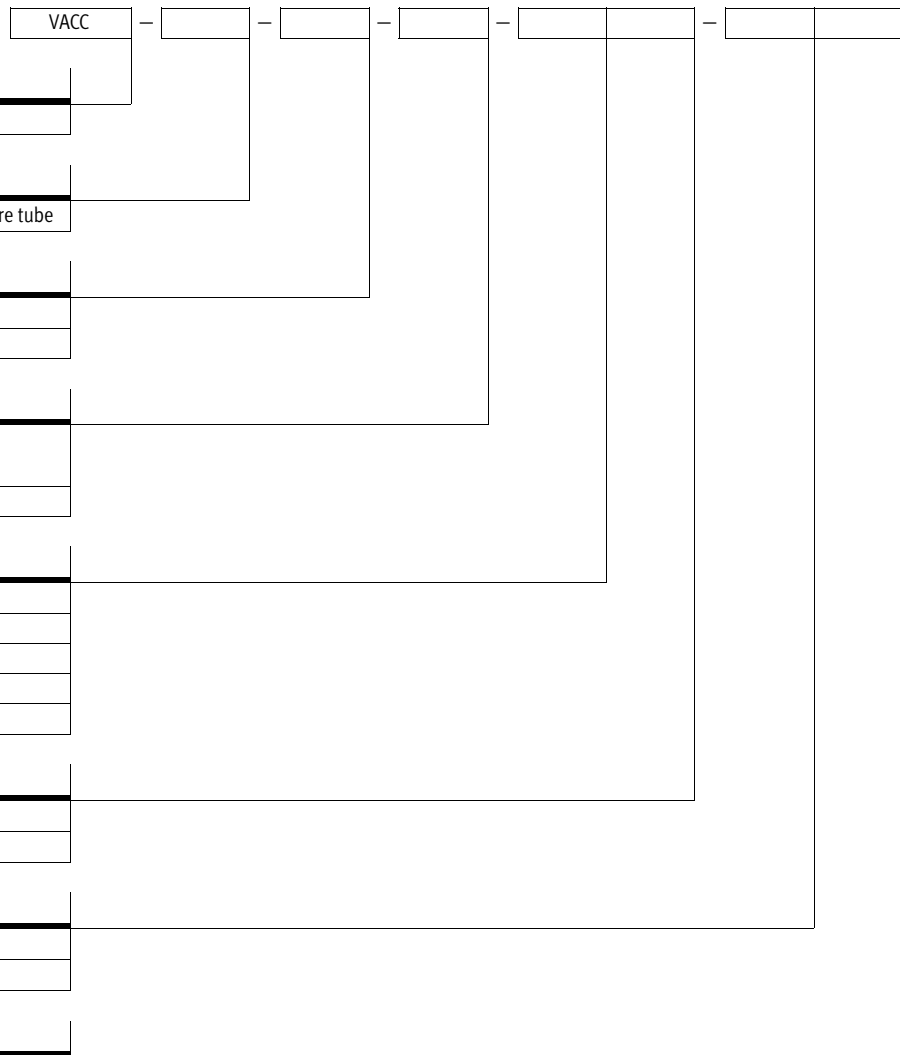 VACC – – – – –
re tube